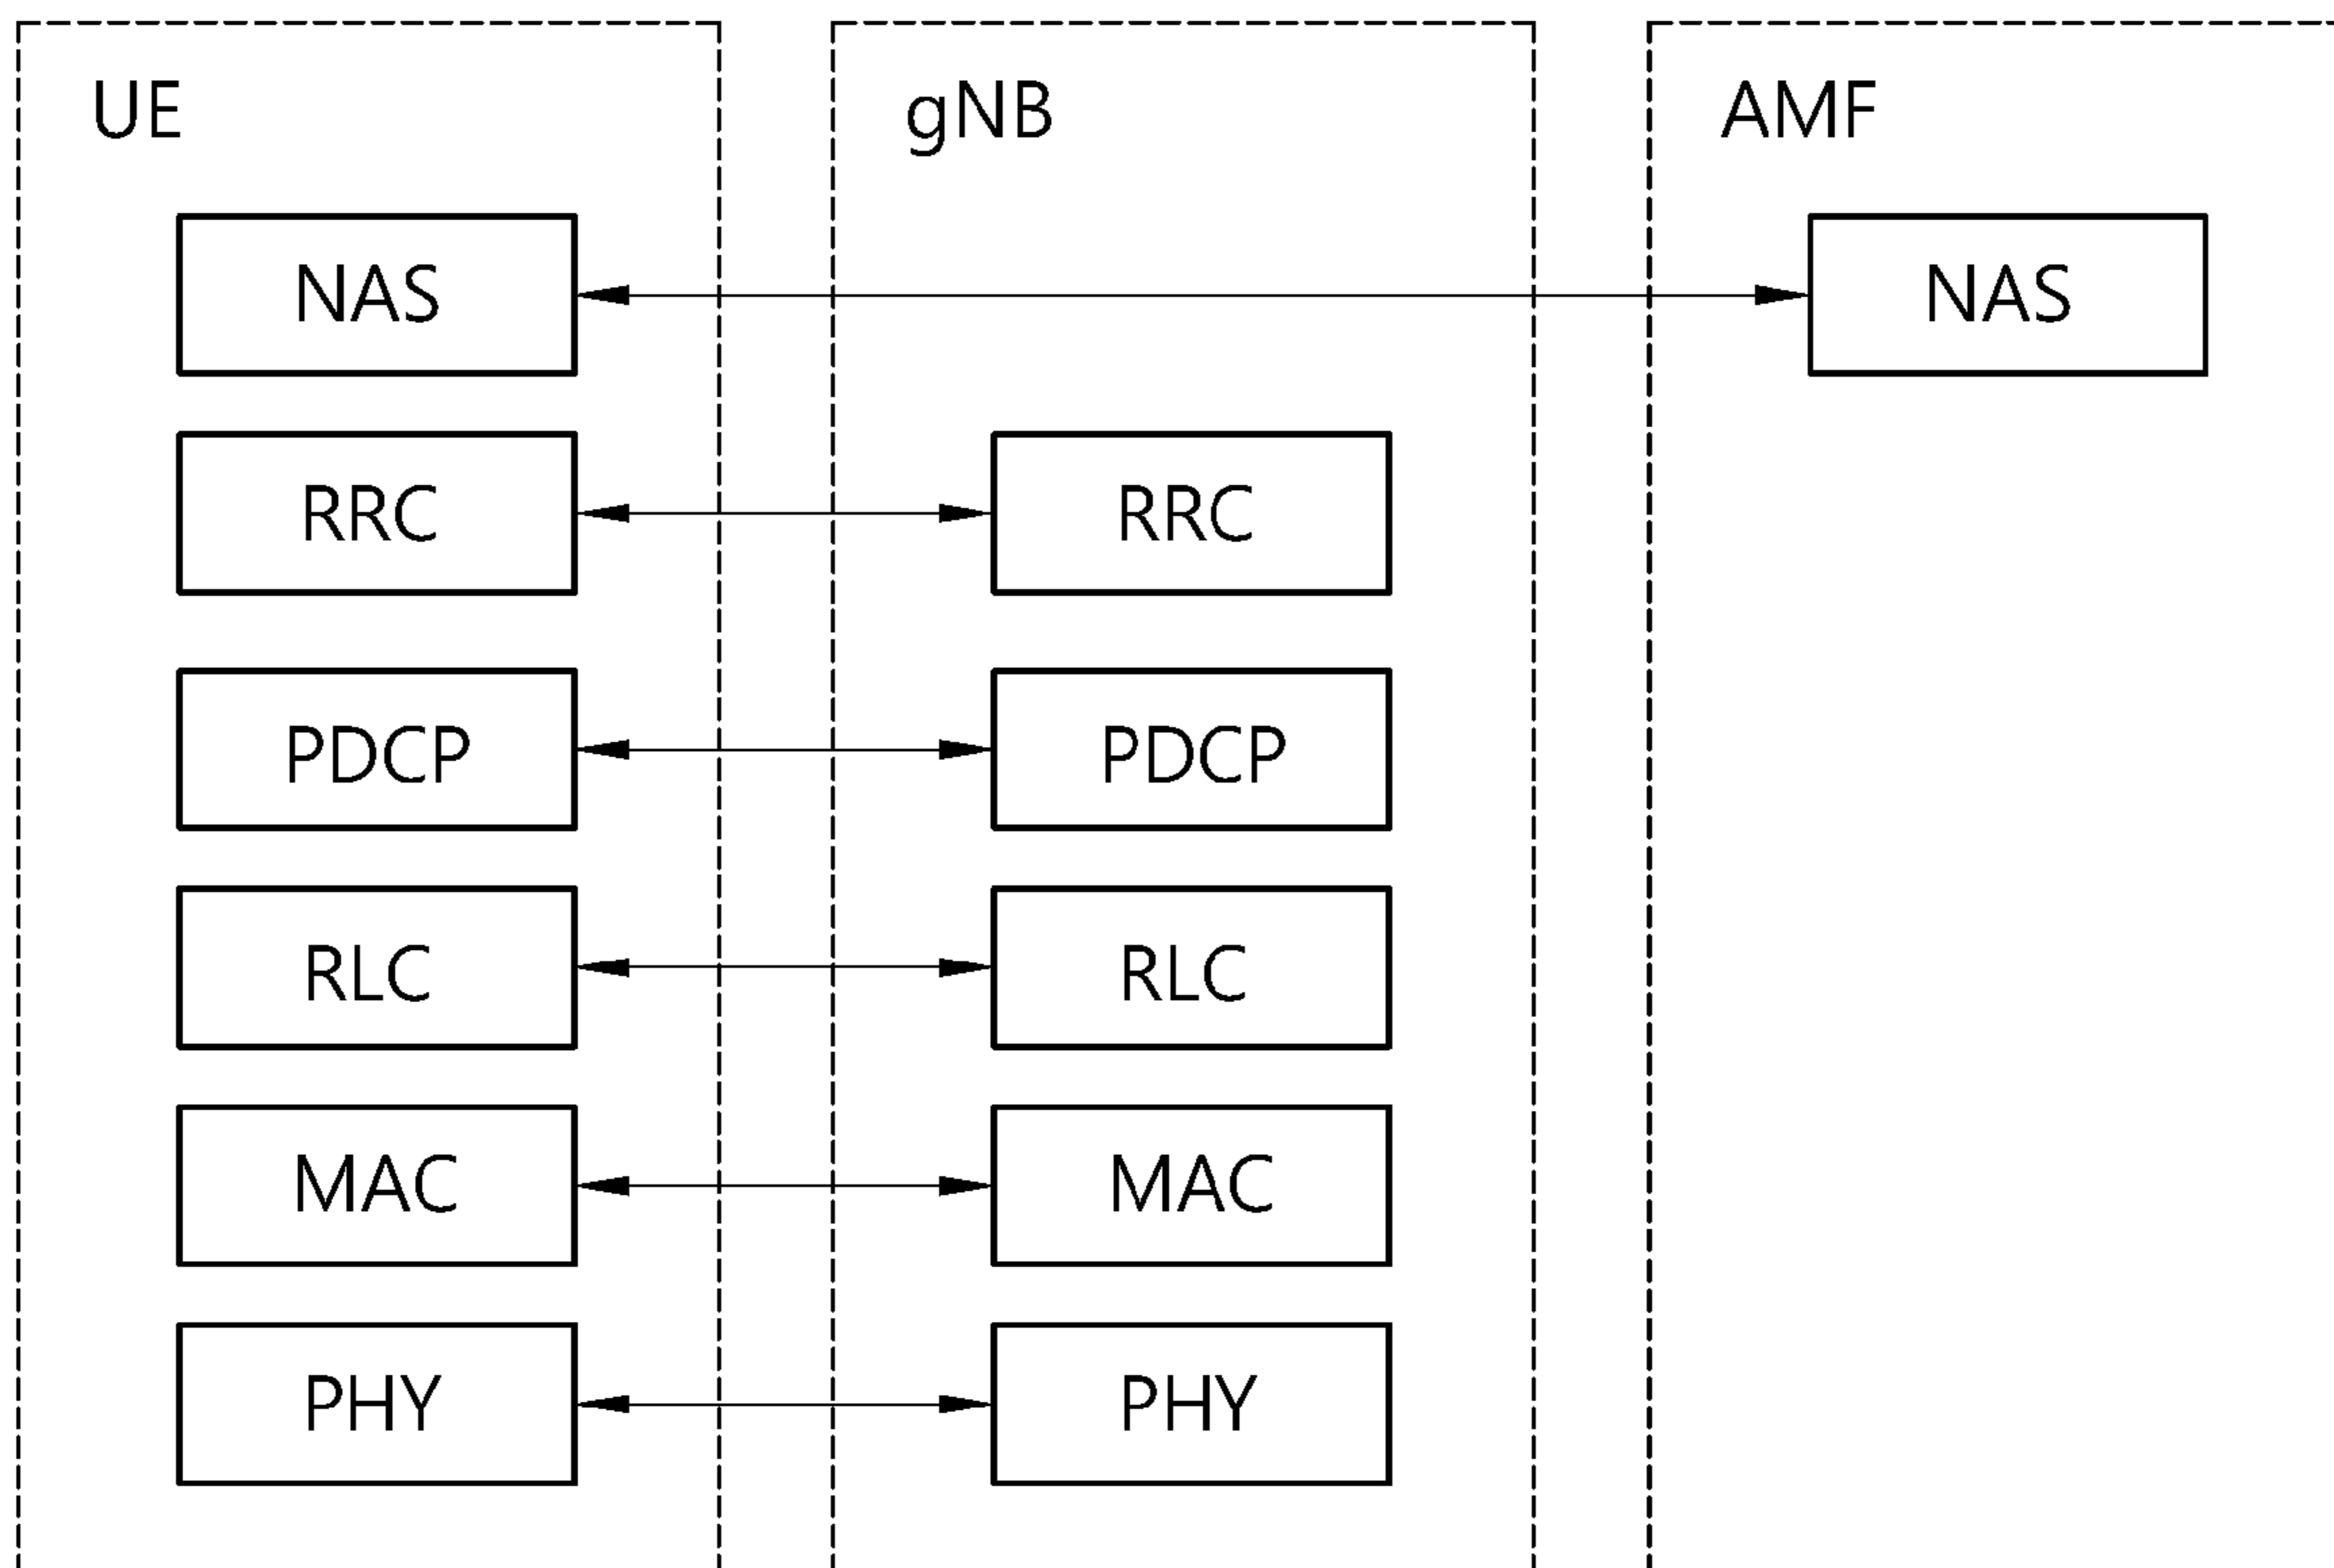 UE
gNB
AMF
NAS
NAS
RRC
RRC
PDCP
PDCP
RLC
RLC
MAC
MAC
PHY
PHY